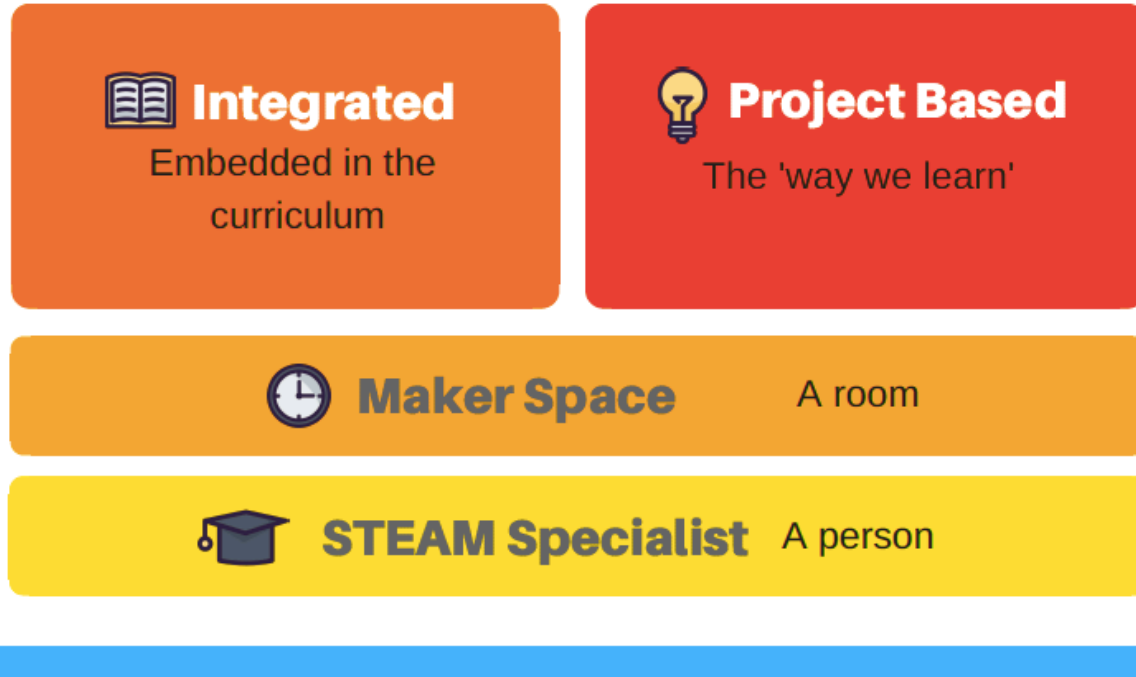 Integrated
Embedded in the
curriculum
Project Based
The 'way we learn'
Maker Space A room
STEAM Specialist A person